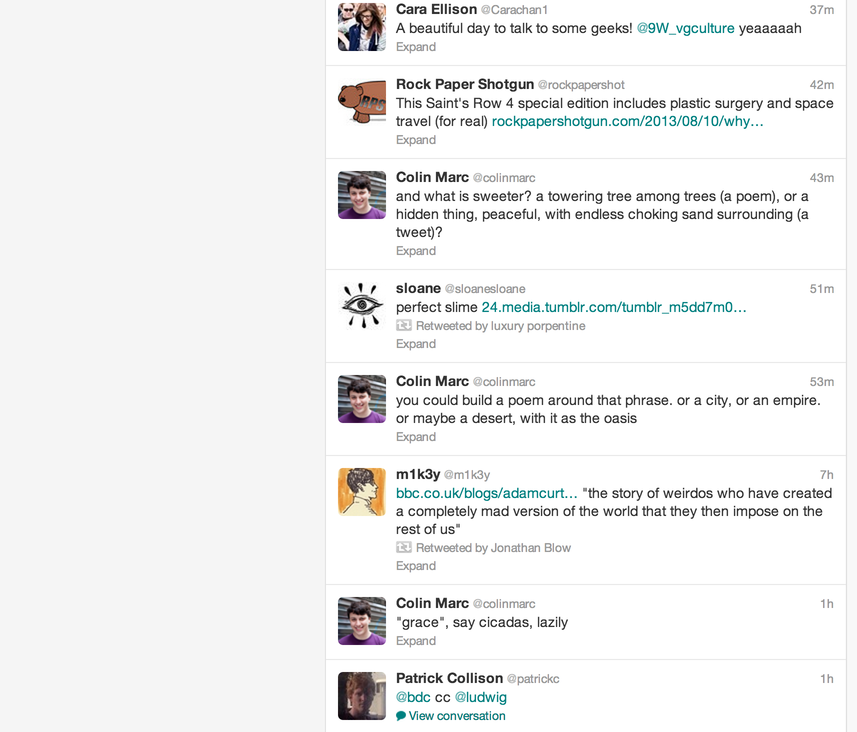 Cara Ellison @Carachan1 37m
A beautiful day to talk to some geeks! @9W_vgculture yeaaaaah
Expand
Rock Paper Shotgun @rockpapershot 42m
RPS
This Saint's Row 4 special edition includes plastic surgery and space
travel (for real) rockpapershotgun.com/2013/08/10/why…
Expand
Colin Marc @colinmarc 43m
and what is sweeter? a towering tree among trees (a poem), or a
hidden thing, peaceful, with endless choking sand surrounding (a
tweet)?
Expand
sloane @sloanesloane 51m
perfect slime 24.media.tumblr.com/tumblr_m5dd7m0…
Retweeted by luxury porpentine
Expand
Colin Marc @colinmarc 53m
you could build a poem around that phrase. or a city, or an empire.
or maybe a desert, with it as the oasis
Expand
m1k3y @m1k3y 7h
bbc.co.uk/blogs/adamcurt… "the story of weirdos who have created
a completely mad version of the world that they then impose on the
rest of us"
Retweeted by Jonathan Blow
Expand
Colin Marc @colinmarc 1h
"grace", say cicadas, lazily
Expand
Patrick Collison @patrickc 1h
@bdc cc @ludwig
View conversation